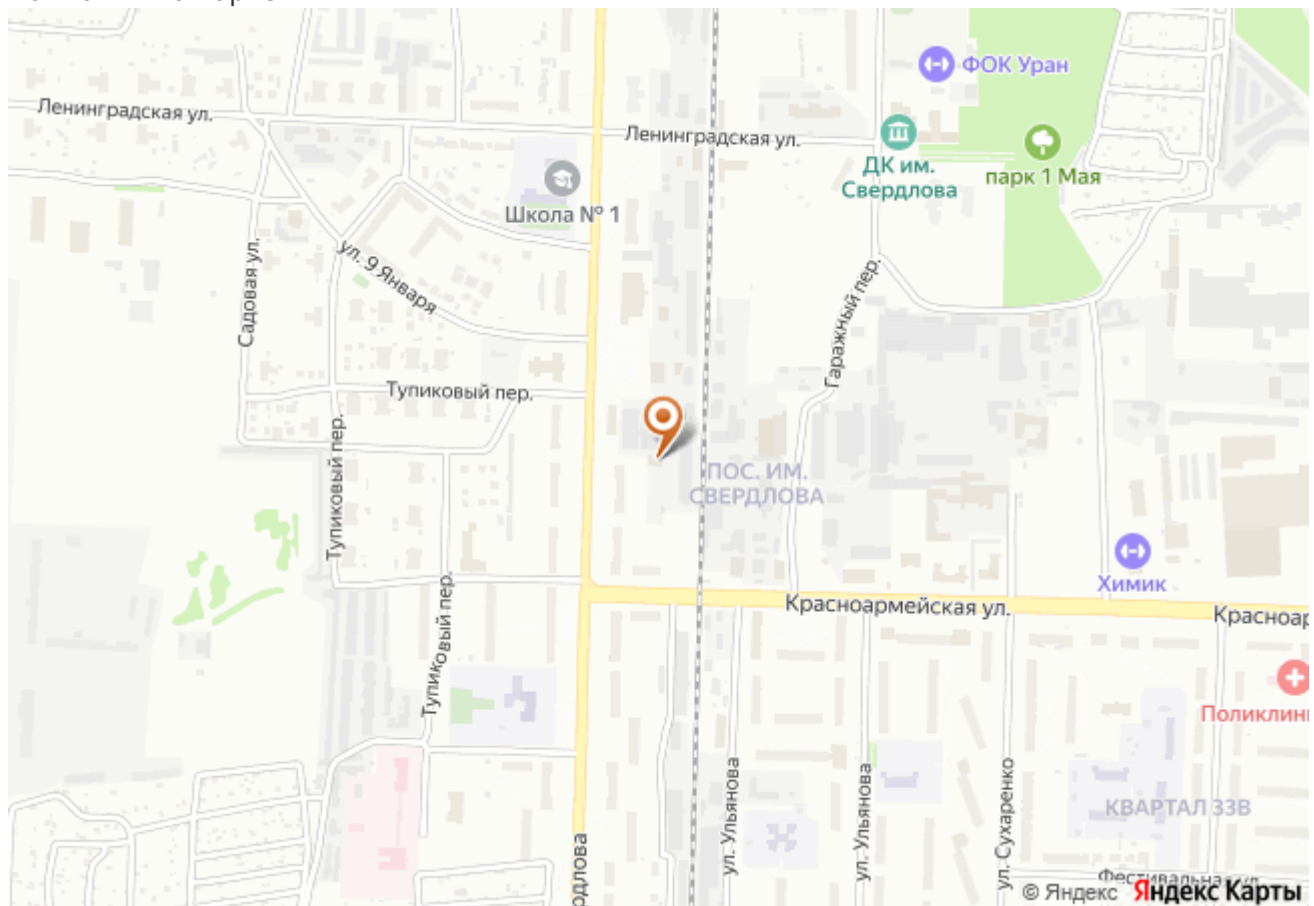 ФОК Уран
Ленинградская ул.
Ленинградская ул.
ДК им.
Свердлова
парк 1 Мая
Школа № 1
ул. 9 Января
Садовая ул.
Гаражный пер.
Тупиковый пер.
Тупиковый пер.
ПОС. ИМ.
СВЕРДЛОВА
Химик
Красноармейская ул.
Красноар
Тупиковый пер.
Поликлини
ул. Ульянова
ул. Ульянова
ул. Сухаренко
КВАРТАЛ 33В
рдлова
Фестивальная ул.
© Яндекс Яндекс Карты